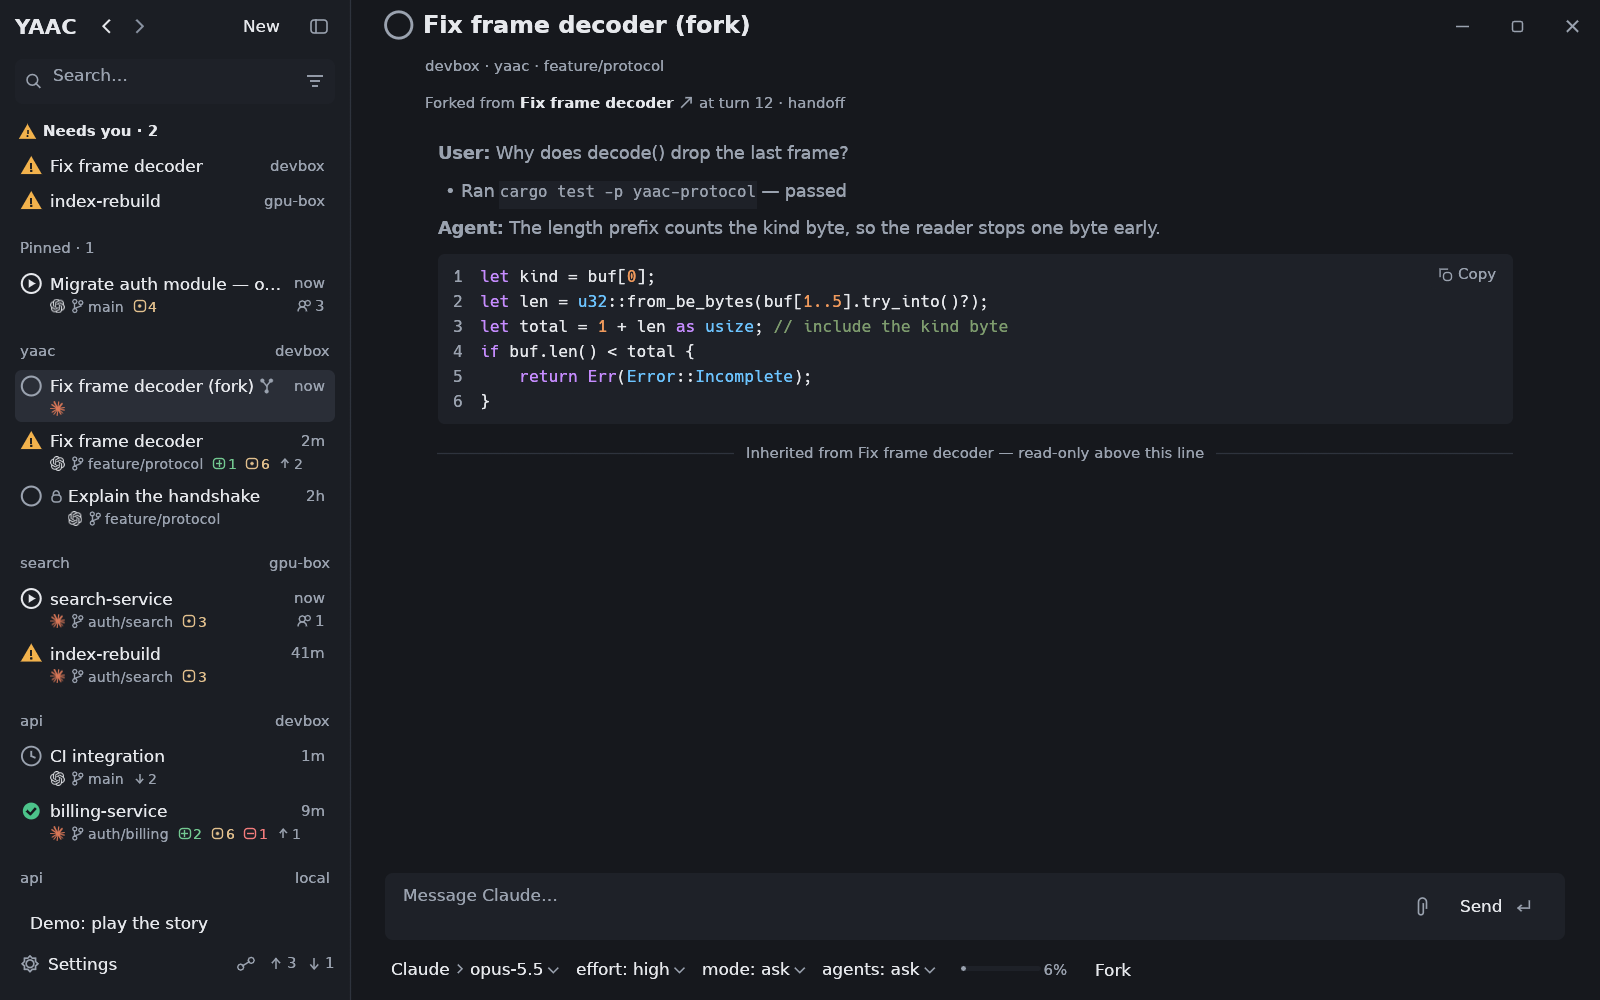 YAAC New
Search...
Needs you · 2
Fix frame decoder devbox
index-rebuild gpu-box
Pinned · 1
Migrate auth module — o... now
main 4 3
yaac devbox
Fix frame decoder (fork) now
Fix frame decoder 2m
feature/protocol 1 6 2
Explain the handshake 2h
feature/protocol
search gpu-box
search-service now
auth/search 3 1
index-rebuild 41m
auth/search 3
api devbox
CI integration 1m
main 2
billing-service 9m
auth/billing 2 6 1 1
api local
Demo: play the story
Settings 3 1
Fix frame decoder (fork)
devbox · yaac · feature/protocol
Forked from Fix frame decoder ↗ at turn 12 · handoff
User: Why does decode() drop the last frame?
• Ran cargo test -p yaac-protocol — passed
Agent: The length prefix counts the kind byte, so the reader stops one byte early.
Copy
1 let kind = buf[0];
2 let len = u32::from_be_bytes(buf[1..5].try_into()?);
3 let total = 1 + len as usize; // include the kind byte
4 if buf.len() < total {
5     return Err(Error::Incomplete);
6 }
Inherited from Fix frame decoder — read-only above this line
Message Claude...
Send
Claude > opus-5.5 effort: high mode: ask agents: ask 6% Fork